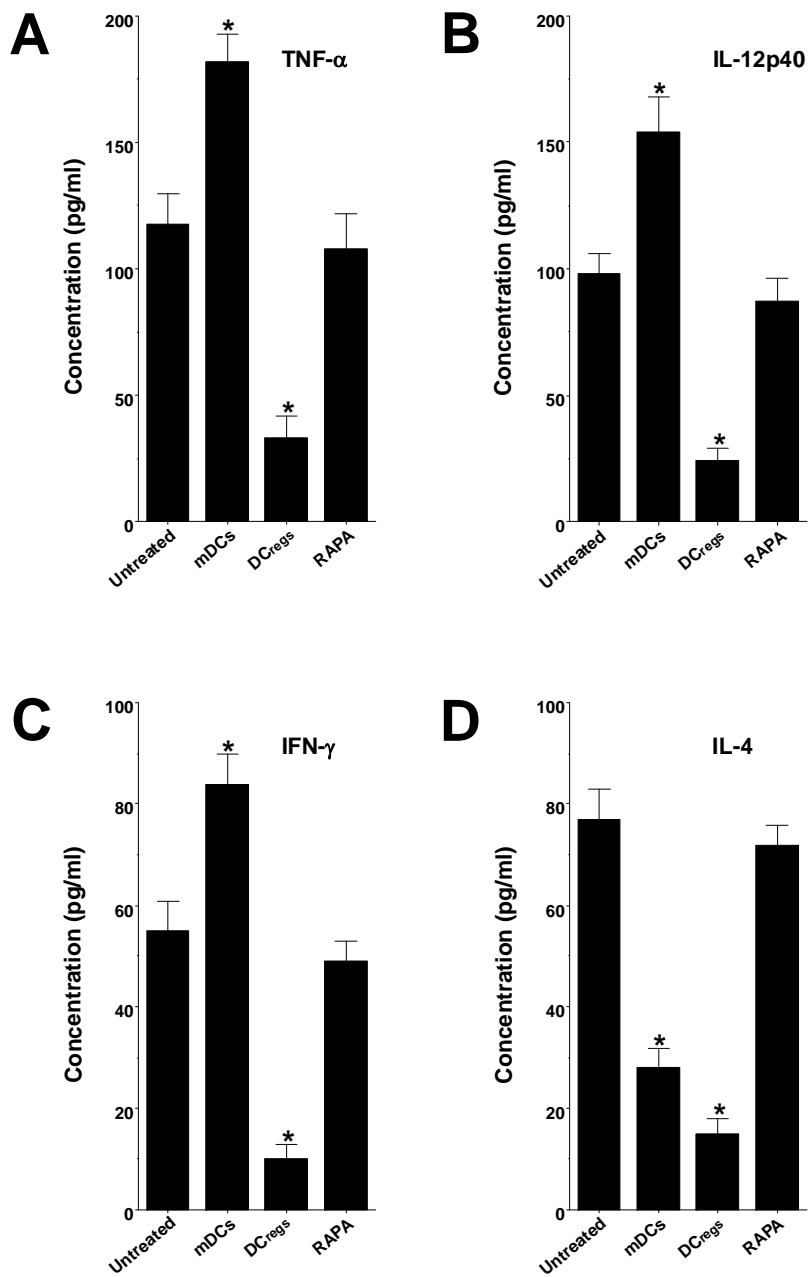 A
TNF-α
Concentration (pg/ml)
200
150
100
50
0
*
*
Untreated
mDCs
DCregs
RAPA
B
IL-12p40
Concentration (pg/ml)
200
150
100
50
0
*
*
Untreated
mDCs
DCregs
RAPA
C
IFN-γ
Concentration (pg/ml)
100
80
60
40
20
0
*
*
Untreated
mDCs
DCregs
RAPA
D
IL-4
Concentration (pg/ml)
100
80
60
40
20
0
*
*
Untreated
mDCs
DCregs
RAPA